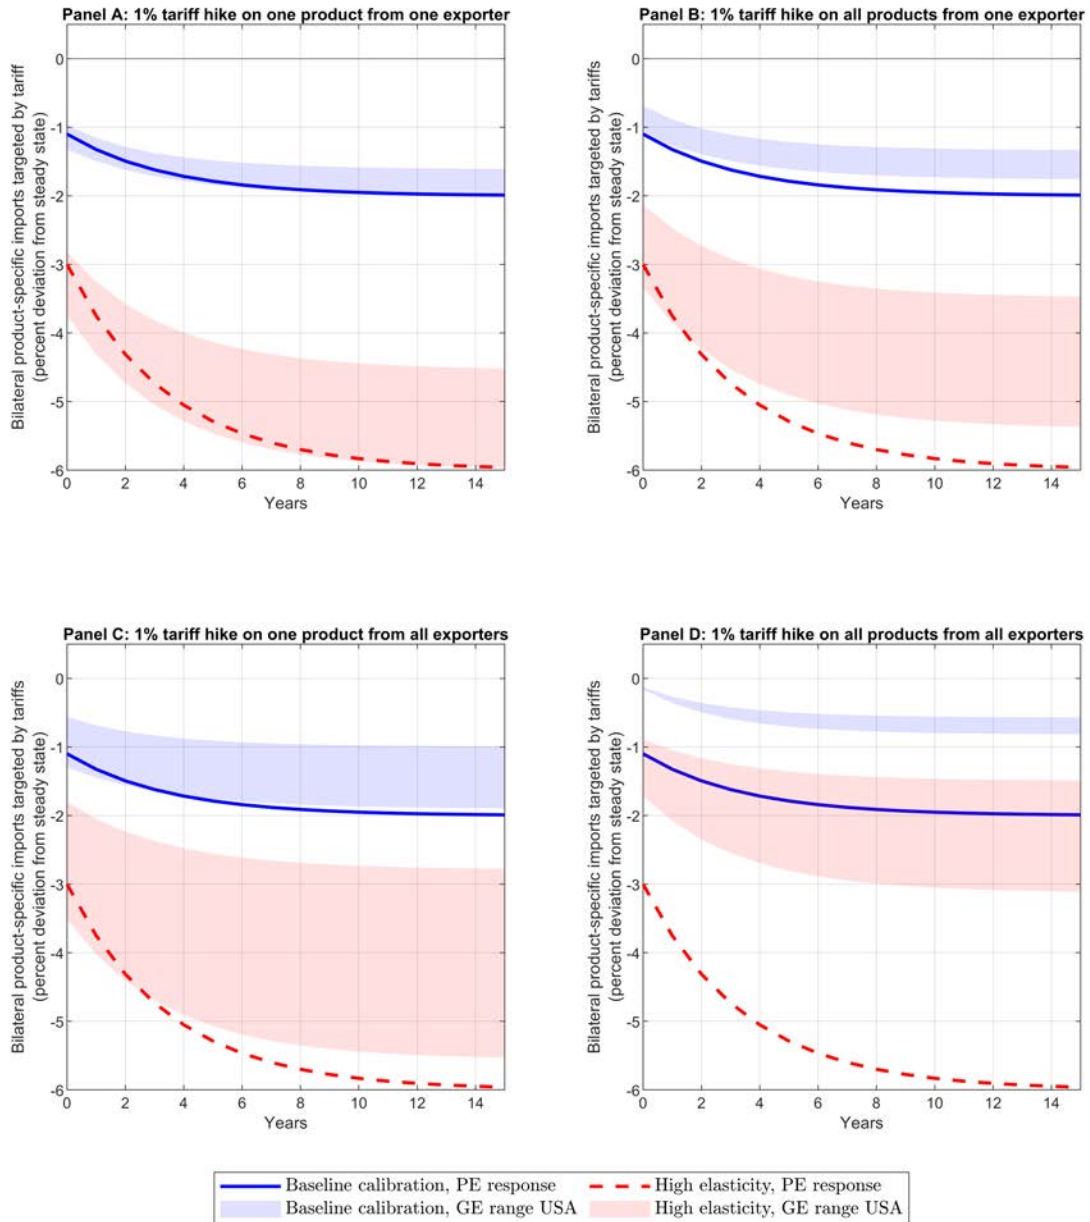 Panel A: 1% tariff hike on one product from one exporter
Bilateral product-specific imports targeted by tariff
(percent deviation from steady state)
0
-1
-2
-3
-4
-5
-6
0 2 4 6 8 10 12 14
Years
Panel B: 1% tariff hike on all products from one exporter
Bilateral product-specific imports targeted by tariffs
(percent deviation from steady state)
0
-1
-2
-3
-4
-5
-6
0 2 4 6 8 10 12 14
Years
Panel C: 1% tariff hike on one product from all exporters
Bilateral product-specific imports targeted by tariffs
(percent deviation from steady state)
0
-1
-2
-3
-4
-5
-6
0 2 4 6 8 10 12 14
Years
Panel D: 1% tariff hike on all products from all exporters
Bilateral product-specific imports targeted by tariffs
(percent deviation from steady state)
0
-1
-2
-3
-4
-5
-6
0 2 4 6 8 10 12 14
Years
Baseline calibration, PE response
High elasticity, PE response
Baseline calibration, GE range USA
High elasticity, GE range USA